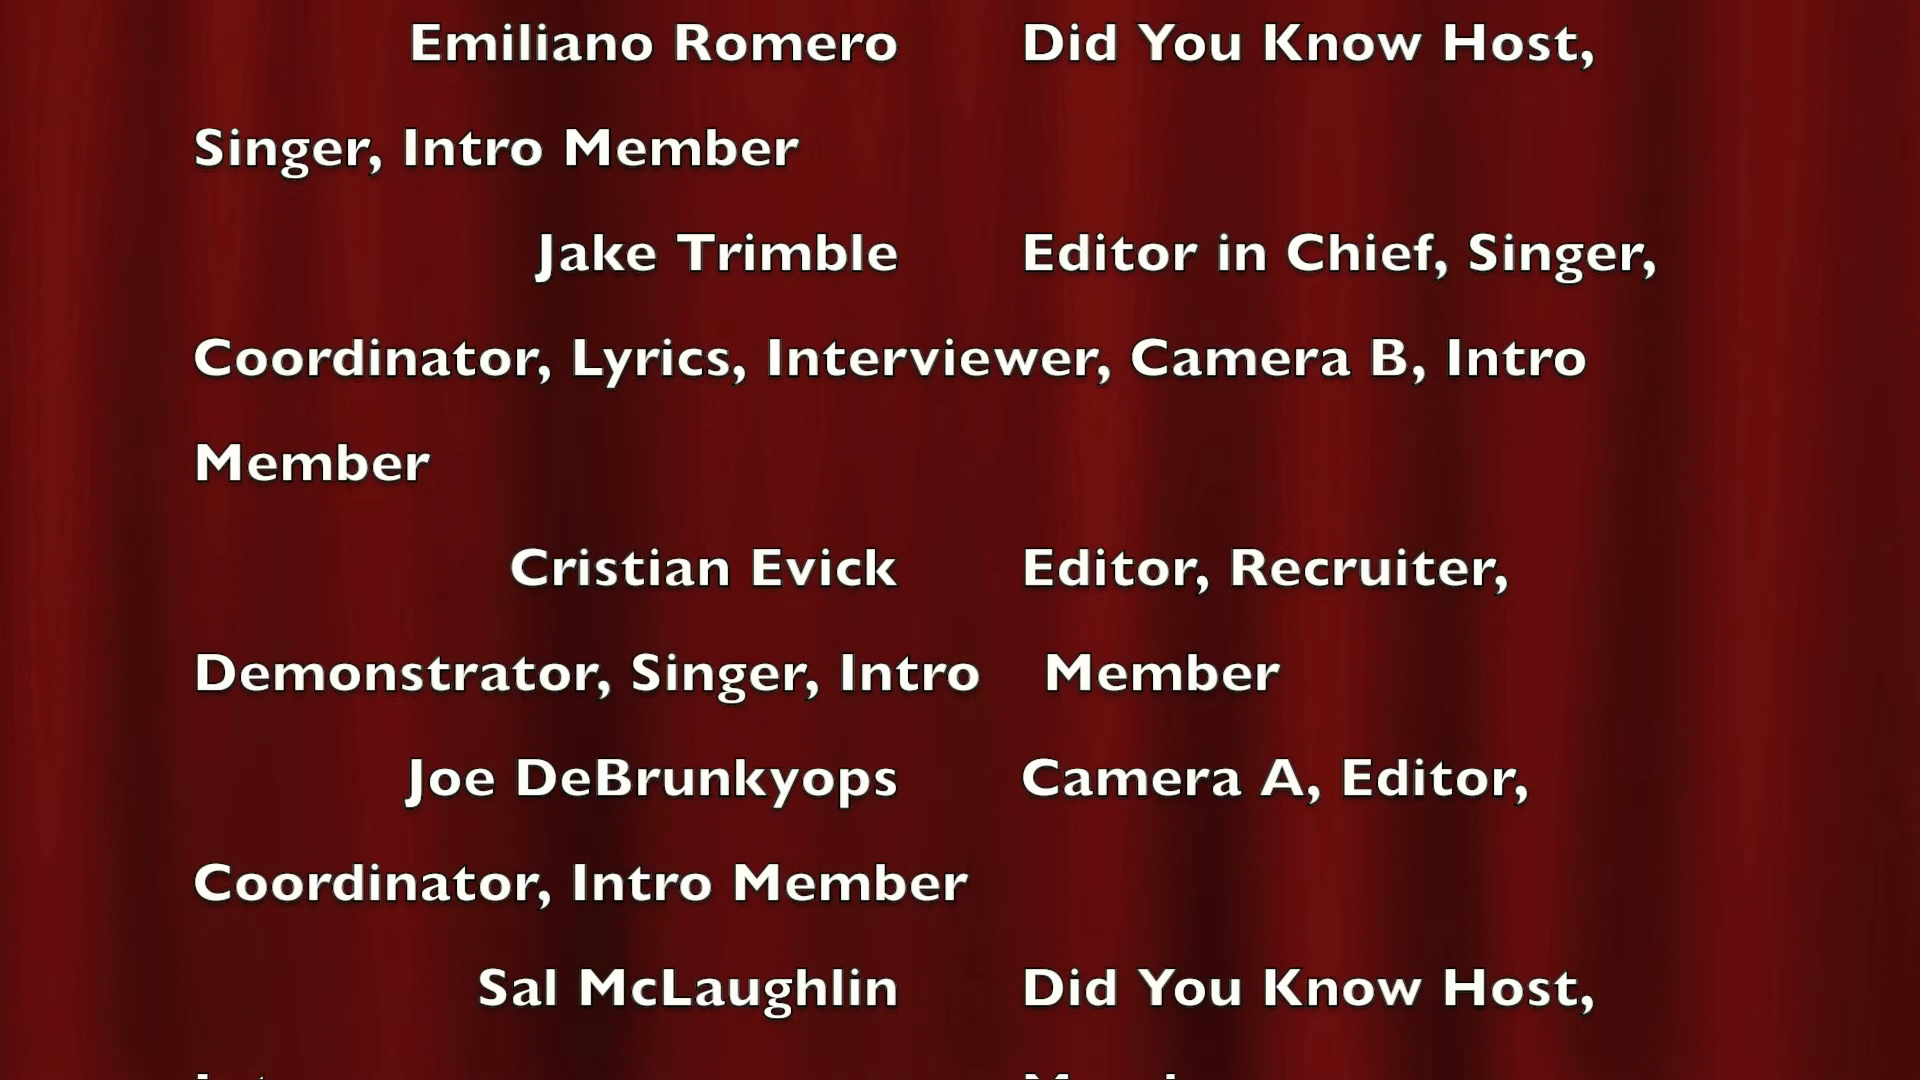 Emiliano Romero Did You Know Host,
Singer, Intro Member
Jake Trimble Editor in Chief, Singer,
Coordinator, Lyrics, Interviewer, Camera B, Intro
Member
Cristian Evick Editor, Recruiter,
Demonstrator, Singer, Intro Member
Joe DeBrunkyops Camera A, Editor,
Coordinator, Intro Member
Sal McLaughlin Did You Know Host,